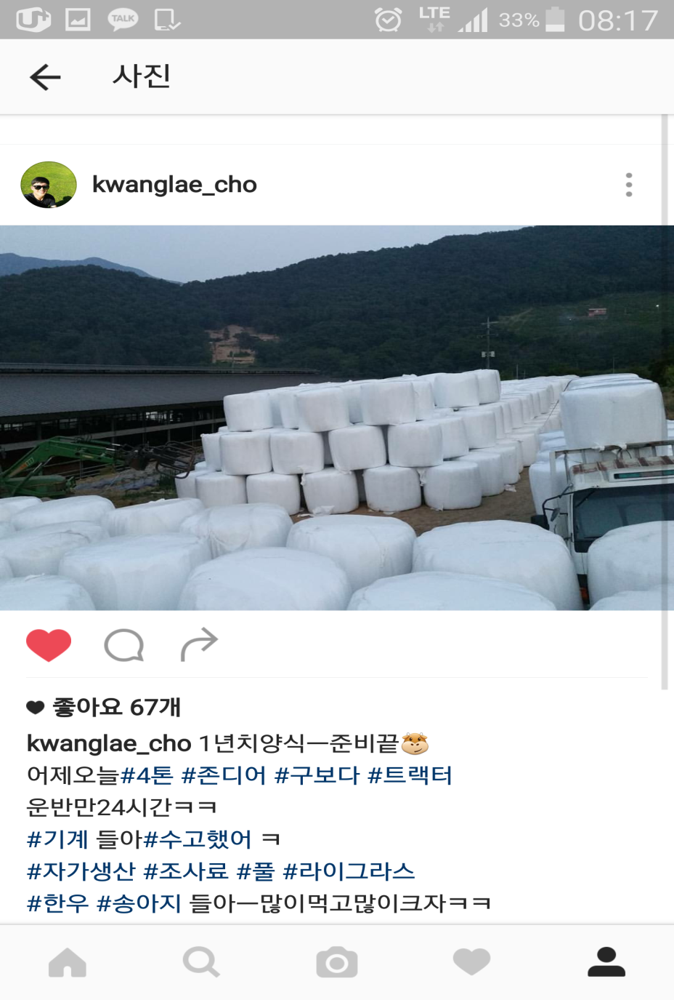 U+
TALK
LTE
33%
08:17
사진
kwanglae_cho
좋아요 67개
kwanglae_cho 1년치양식ㅡ준비끝🐮
어제오늘#4톤 #존디어 #구보다 #트랙터
운반만24시간ㅋㅋ
#기계 들아#수고했어 ㅋ
#자가생산 #조사료 #풀 #라이그라스
#한우 #송아지 들아ㅡ많이먹고많이크자ㅋㅋ